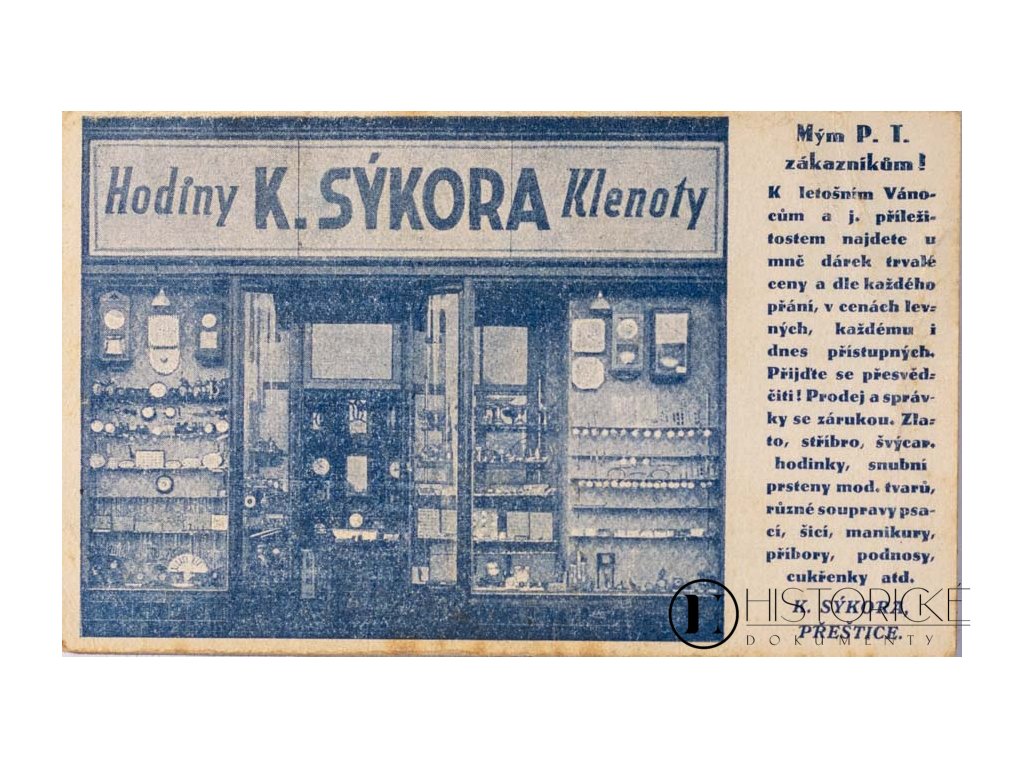 Hodiny K. SÝKORA Klenoty
Mým P. T.
zákazníkům!
K letošním Váno-
cům a j. příleži-
tostem najdete u
mně dárek trvalé
ceny a dle každého
přání, v cenách lev-
ných, každému i
dnes přístupných.
Přijďte se přesvěd-
čiti! Prodej a správ-
ky se zárukou. Zla-
to, stříbro, švýcar.
hodinky, snubní
prsteny mod. tvarů,
různé soupravy psa-
cí, šicí, manikury,
příbory, podnosy,
cukřenky atd.
K. SÝKORA,
PŘEŠTICE.
HISTORICKÉ
DOKUMENTY